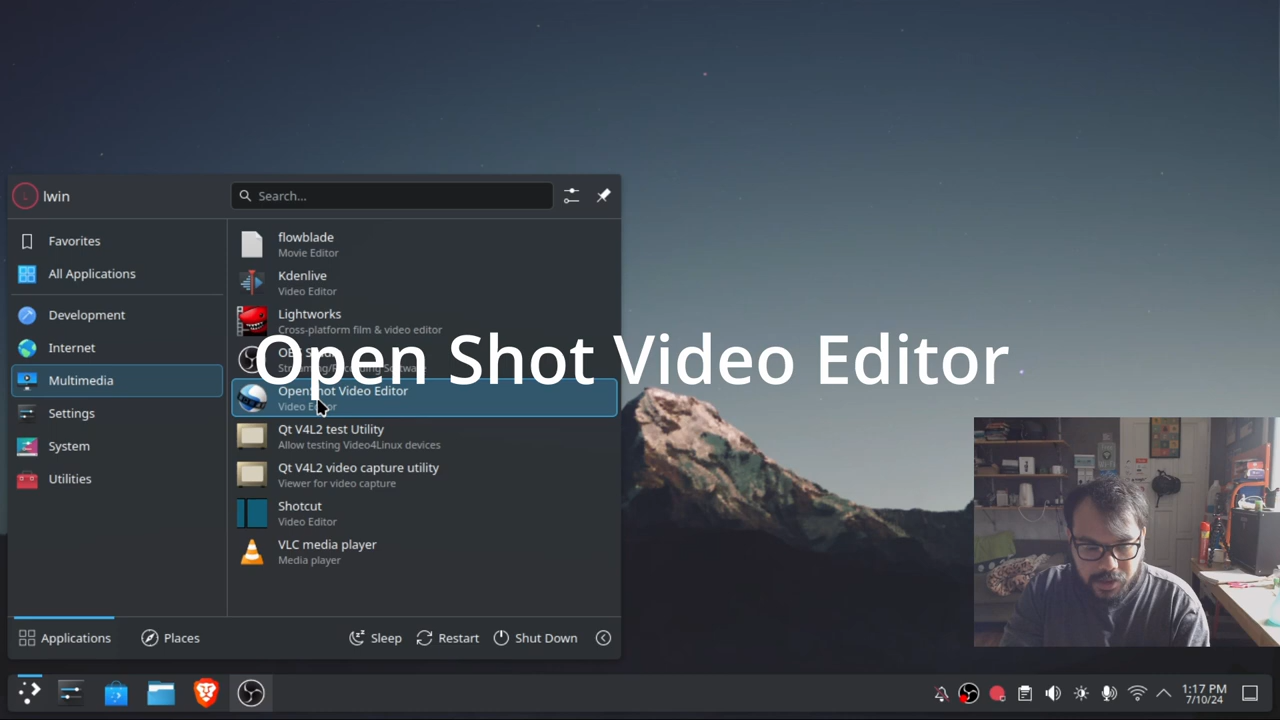 lwin
Search...
Favorites
All Applications
Development
Internet
Multimedia
Settings
System
Utilities
flowblade
Movie Editor
Kdenlive
Video Editor
Lightworks
Cross-platform film & video editor
Open Shot Video Editor
OpenShot Video Editor
Video Editor
Qt V4L2 test Utility
Allow testing Video4Linux devices
Qt V4L2 video capture utility
Viewer for video capture
Shotcut
Video Editor
VLC media player
Media player
Applications
Places
Sleep
Restart
Shut Down
1:17 PM
7/10/24